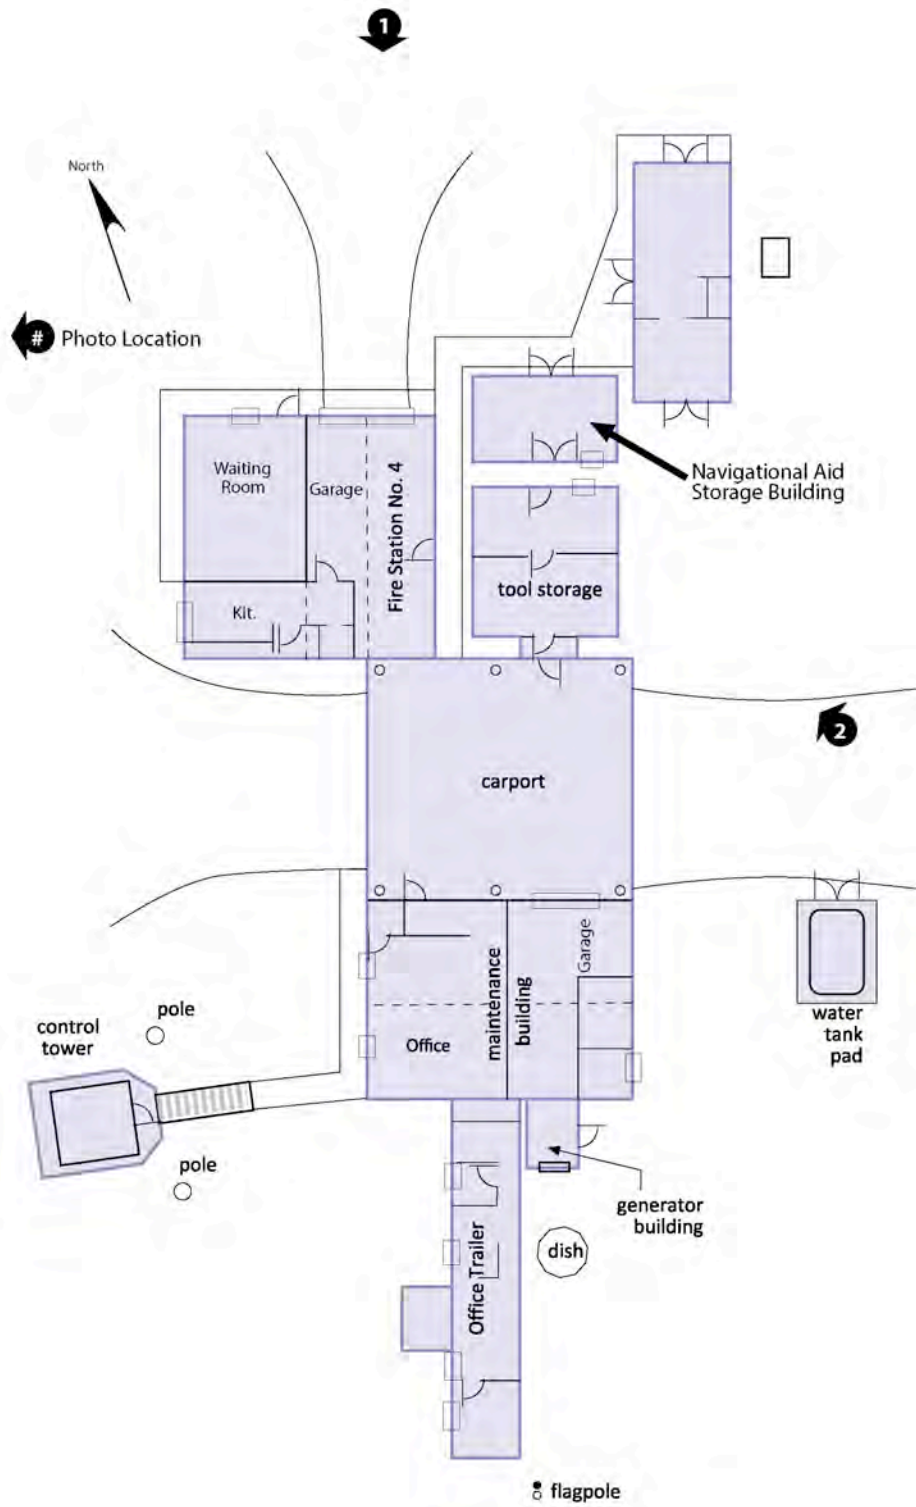 1
North
# Photo Location
Waiting
Room
Garage
Fire Station No. 4
Navigational Aid
Storage Building
Kit.
tool storage
2
carport
Garage
maintenance
building
Office
water
tank
pad
pole
control
tower
pole
generator
building
Office Trailer
dish
flagpole